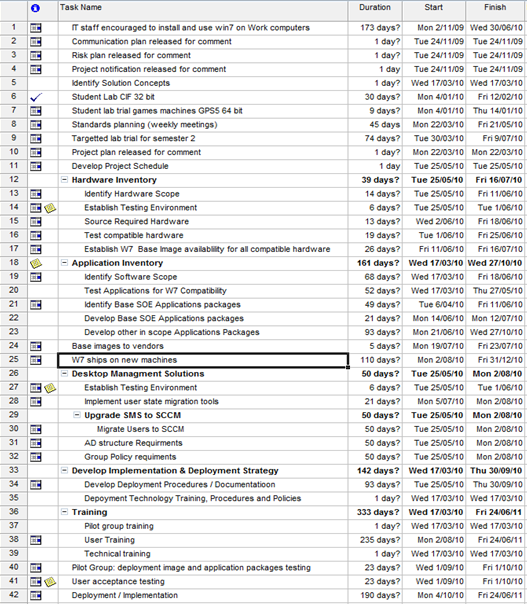 Task Name Duration Start Finish
1 IT staff encouraged to install and use win7 on Work computers 173 days? Mon 2/11/09 Wed 30/06/10
2 Communication plan released for comment 1 day? Tue 24/11/09 Tue 24/11/09
3 Risk plan released for comment 1 day? Tue 24/11/09 Tue 24/11/09
4 Project notification released for comment 1 day Tue 24/11/09 Tue 24/11/09
5 Identify Solution Concepts 1 day? Wed 17/03/10 Wed 17/03/10
6 Student Lab CIF 32 bit 30 days? Mon 4/01/10 Fri 12/02/10
7 Student lab trial games machines GPS5 64 bit 9 days? Mon 4/01/10 Thu 14/01/10
8 Standards planning (weekly meetings) 45 days Mon 22/03/10 Fri 21/05/10
9 Targetted lab trial for semester 2 74 days? Tue 30/03/10 Fri 9/07/10
10 Project plan released for comment 1 day? Mon 22/03/10 Mon 22/03/10
11 Develop Project Schedule 1 day Tue 25/05/10 Tue 25/05/10
12 Hardware Inventory 39 days? Tue 25/05/10 Fri 16/07/10
13 Identify Hardware Scope 14 days? Tue 25/05/10 Fri 11/06/10
14 Establish Testing Environment 6 days? Tue 25/05/10 Tue 1/06/10
15 Source Required Hardware 13 days? Wed 2/06/10 Fri 18/06/10
16 Test compatible hardware 19 days? Tue 1/06/10 Fri 25/06/10
17 Establish W7 Base Image availablility for all compatible hardware 26 days? Fri 11/06/10 Fri 16/07/10
18 Application Inventory 161 days? Wed 17/03/10 Wed 27/10/10
19 Identify Software Scope 68 days? Wed 17/03/10 Fri 18/06/10
20 Test Applications for W7 Compatibility 52 days? Wed 17/03/10 Thu 27/05/10
21 Identify Base SOE Applications packages 49 days? Tue 6/04/10 Fri 11/06/10
22 Develop Base SOE Applications packages 21 days? Mon 14/06/10 Mon 12/07/10
23 Develop other in scope Applications Packages 93 days? Mon 21/06/10 Wed 27/10/10
24 Base images to vendors 5 days? Mon 19/07/10 Fri 23/07/10
25 W7 ships on new machines 110 days? Mon 2/08/10 Fri 31/12/10
26 Desktop Managment Solutions 50 days? Tue 25/05/10 Mon 2/08/10
27 Establish Testing Environment 6 days? Tue 25/05/10 Tue 1/06/10
28 Implement user state migration tools 21 days? Mon 5/07/10 Mon 2/08/10
29 Upgrade SMS to SCCM 50 days? Tue 25/05/10 Mon 2/08/10
30 Migrate Users to SCCM 50 days? Tue 25/05/10 Mon 2/08/10
31 AD structure Requirments 50 days? Tue 25/05/10 Mon 2/08/10
32 Group Policy requiments 50 days? Tue 25/05/10 Mon 2/08/10
33 Develop Implementation & Deployment Strategy 142 days? Wed 17/03/10 Thu 30/09/10
34 Develop Deployment Procedures / Documentatioon 93 days? Tue 25/05/10 Thu 30/09/10
35 Depoyment Technology Training, Procedures and Policies 1 day? Wed 17/03/10 Wed 17/03/10
36 Training 333 days? Wed 17/03/10 Fri 24/06/11
37 Pilot group training 1 day? Wed 17/03/10 Wed 17/03/10
38 User Training 235 days? Mon 2/08/10 Fri 24/06/11
39 Technical training 1 day? Wed 17/03/10 Wed 17/03/10
40 Pilot Group: deployment image and application packages testing 23 days? Wed 1/09/10 Fri 1/10/10
41 User acceptance testing 23 days? Wed 1/09/10 Fri 1/10/10
42 Deployment / Implementation 190 days? Mon 4/10/10 Fri 24/06/11